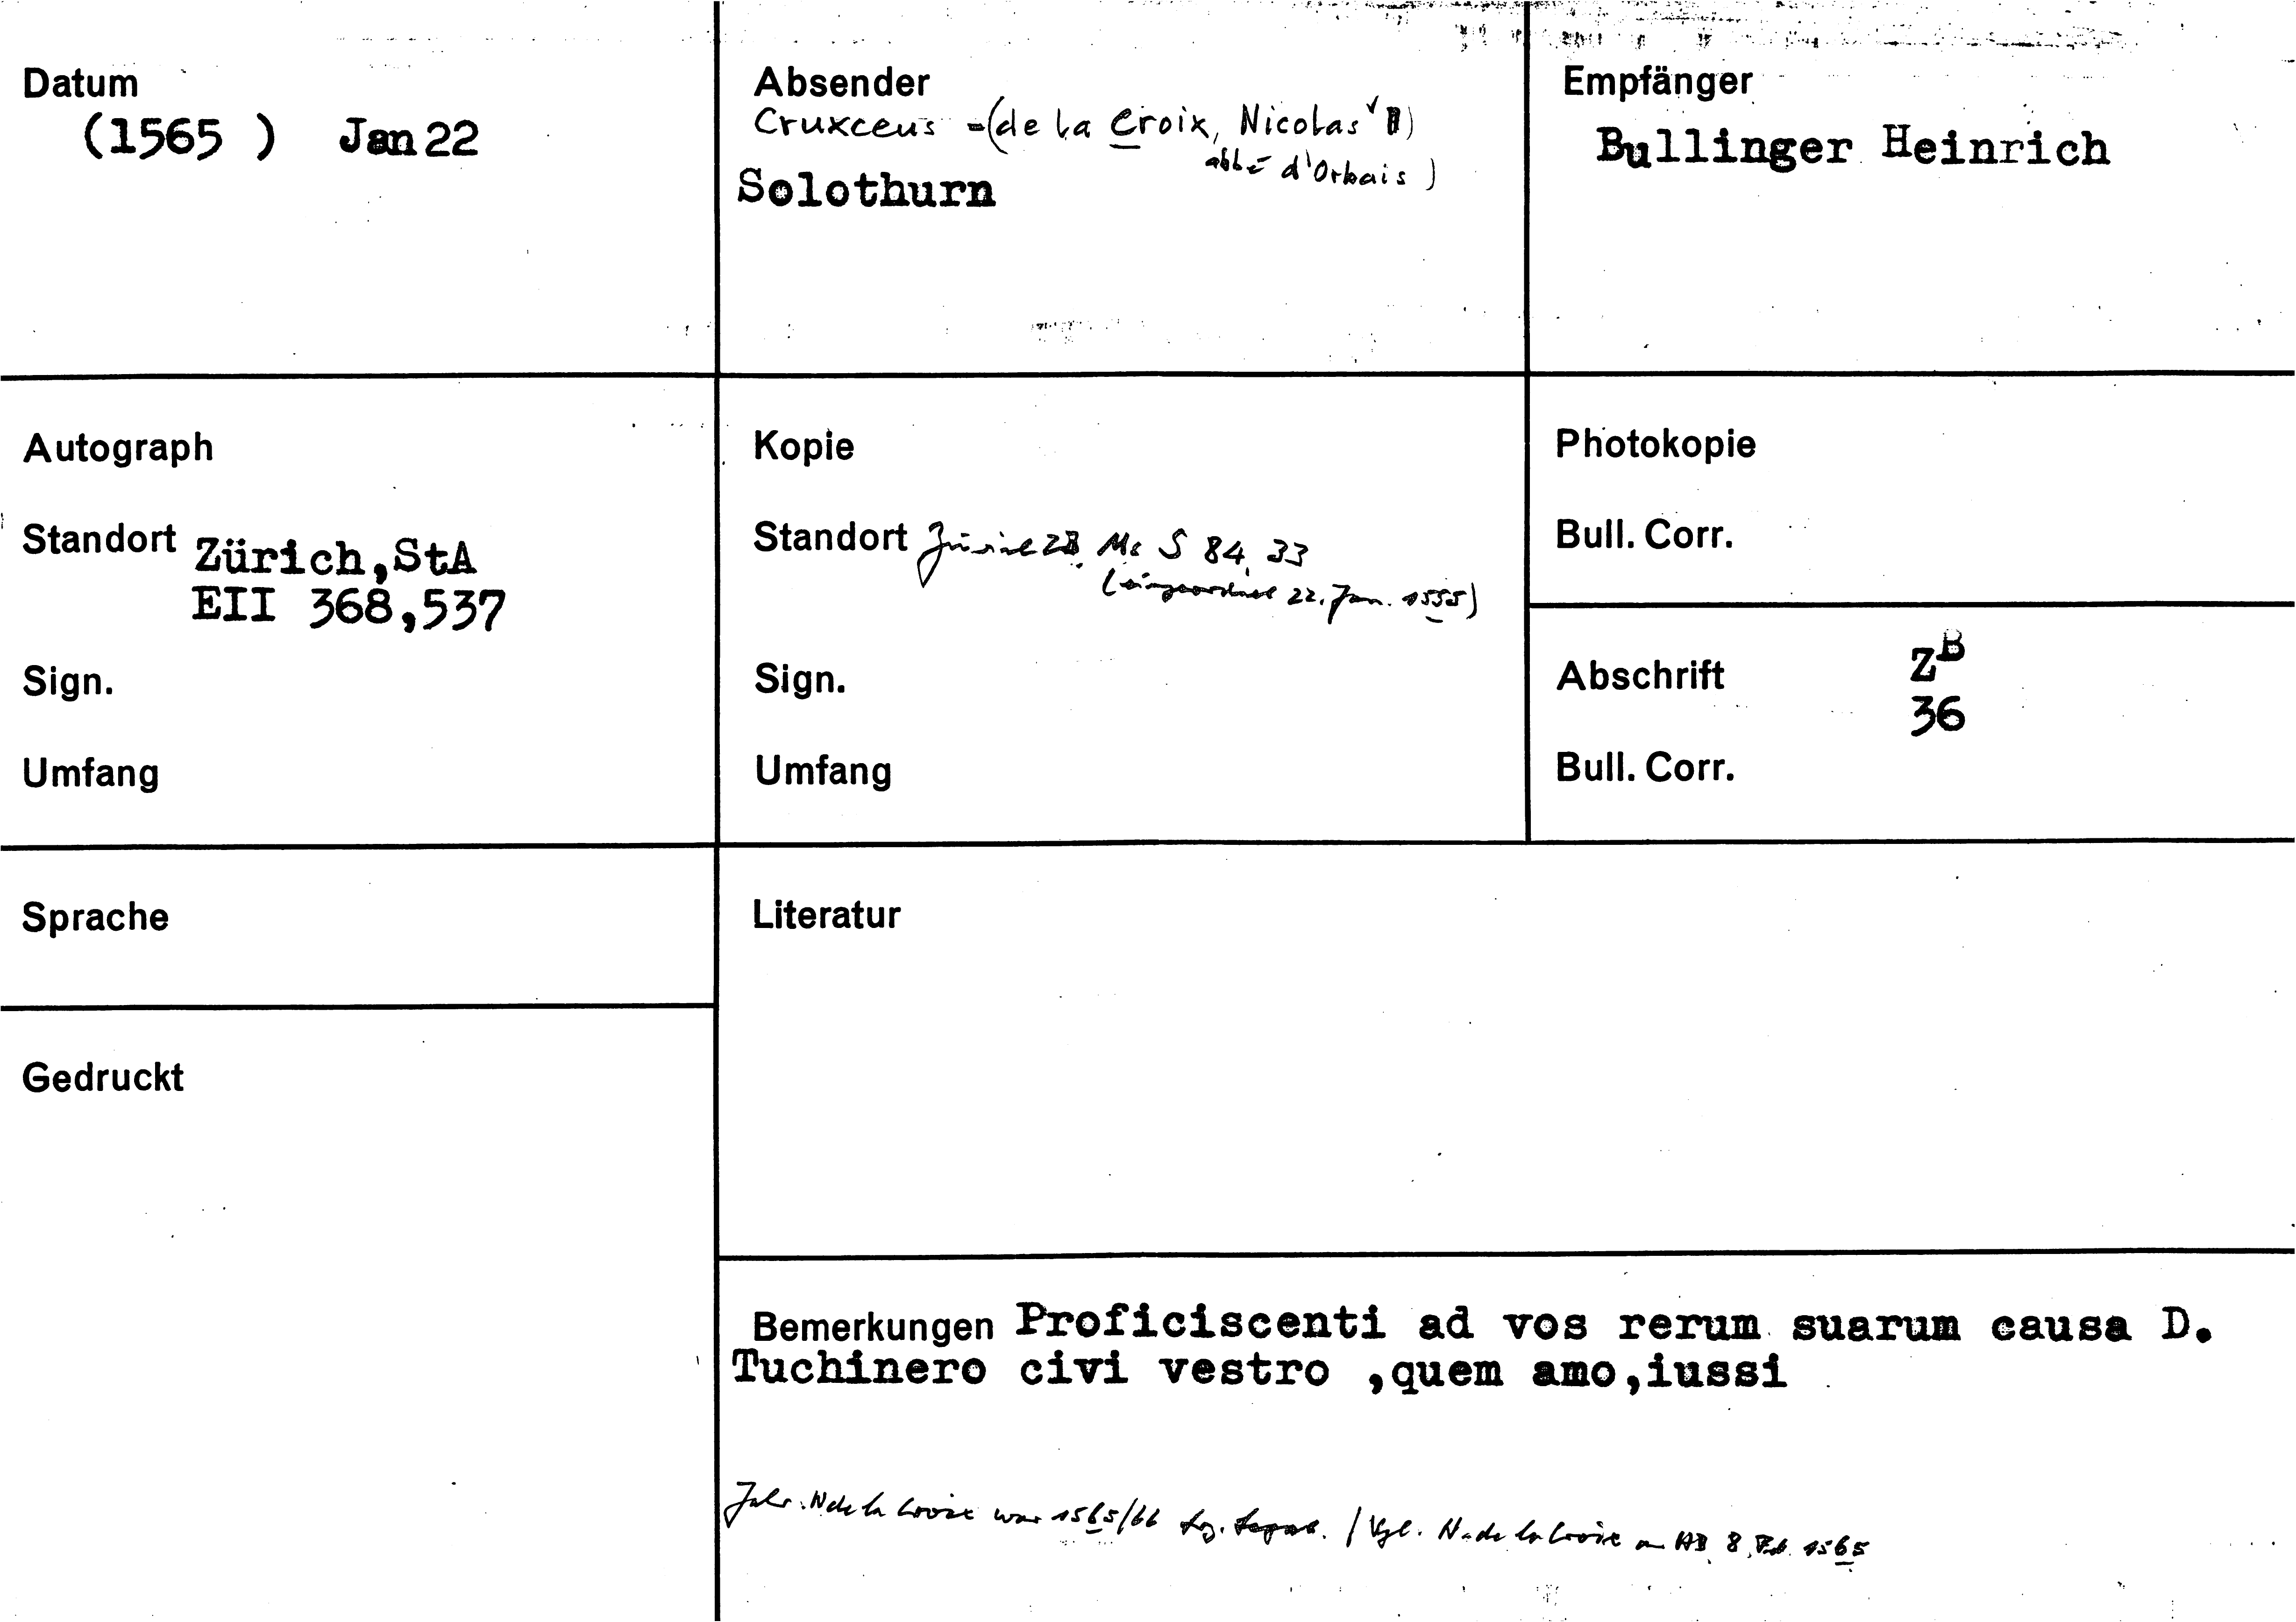 Datum
(1565 ) Jan 22
Absender
Cruxceus - (de la Croix, Nicolas
abbé d'Orbais )
Solothurn
Empfänger
Bullinger Heinrich
Autograph
Standort Zürich,StA
EII 368,537
Sign.
Umfang
Kopie
Standort Zürich ZB Ms S 84, 33
(eingeordnet 22. Jan. 1555)
Sign.
Umfang
Photokopie
Bull. Corr.
Abschrift ZB
36
Bull. Corr.
Sprache
Literatur
Gedruckt
Bemerkungen Proficiscenti ad vos rerum suarum causa D.
Tuchinero civi vestro ,quem amo,iussi
Jahr: N de la Croix war 1565/66 / Vgl. N. de la Croix an HB 8. Feb. 1565